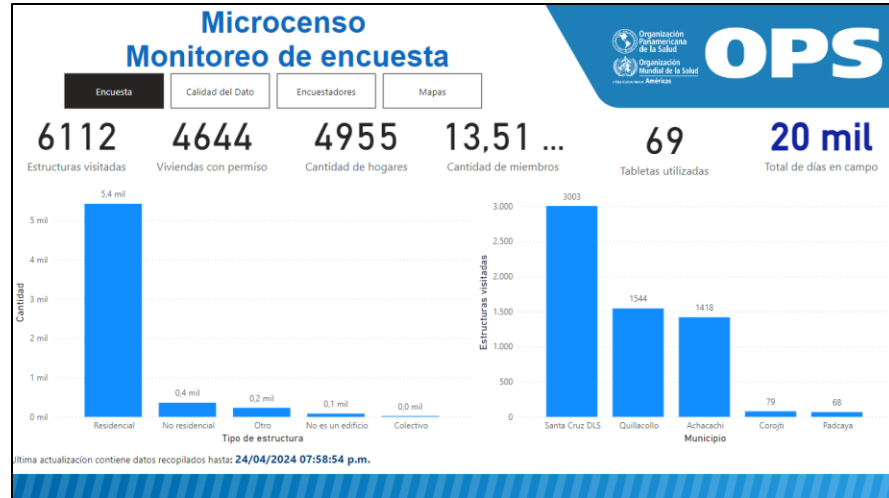 Microcenso
Monitoreo de encuesta
Organización
Panamericana
de la Salud
Organización
Mundial de la Salud
Américas
OPS
Encuesta
Calidad del Dato
Encuestadores
Mapas
6112
Estructuras visitadas
4644
Viviendas con permiso
4955
Cantidad de hogares
13,51 ...
Cantidad de miembros
69
Tabletas utilizadas
20 mil
Total de días en campo
Cantidad
5 mil
4 mil
3 mil
2 mil
1 mil
0 mil
5,4 mil
0,4 mil
0,2 mil
0,1 mil
0,0 mil
Residencial
No residencial
Otro
No es un edificio
Colectivo
Tipo de estructura
Estructuras visitadas
3.000
2.500
2.000
1.500
1.000
500
0
3003
1544
1418
79
68
Santa Cruz DLS
Quillacollo
Achacachi
Corojti
Padcaya
Municipio
Ultima actualizacíon contiene datos recopilados hasta: 24/04/2024 07:58:54 p.m.